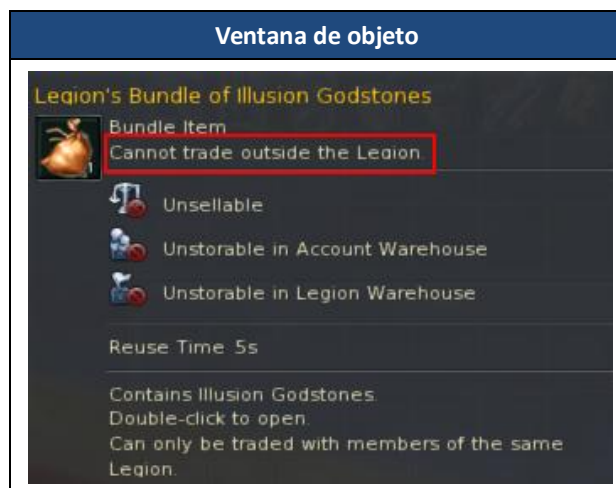 Ventana de objeto
Legion's Bundle of Illusion Godstones
Bundle Item
Cannot trade outside the Legion.
1
Unsellable
Unstorable in Account Warehouse
Unstorable in Legion Warehouse
Reuse Time 5s
Contains Illusion Godstones.
Double-click to open.
Can only be traded with members of the same
Legion.